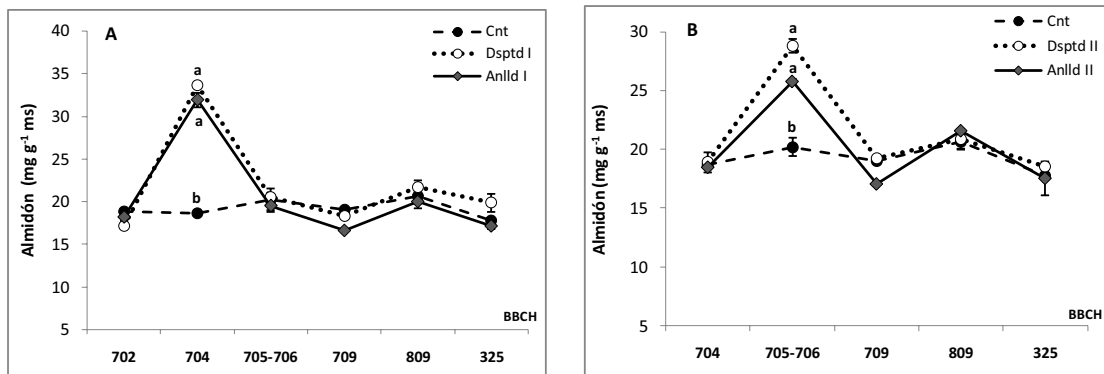 A
Cnt
Dsptd I
Anlld I
Almidón (mg g-1 ms)
40
35
30
25
20
15
10
5
a
a
b
BBCH
702 704 705-706 709 809 325
B
Cnt
Dsptd II
Anlld II
Almidón (mg g-1 ms)
30
25
20
15
10
5
a
a
b
BBCH
704 705-706 709 809 325